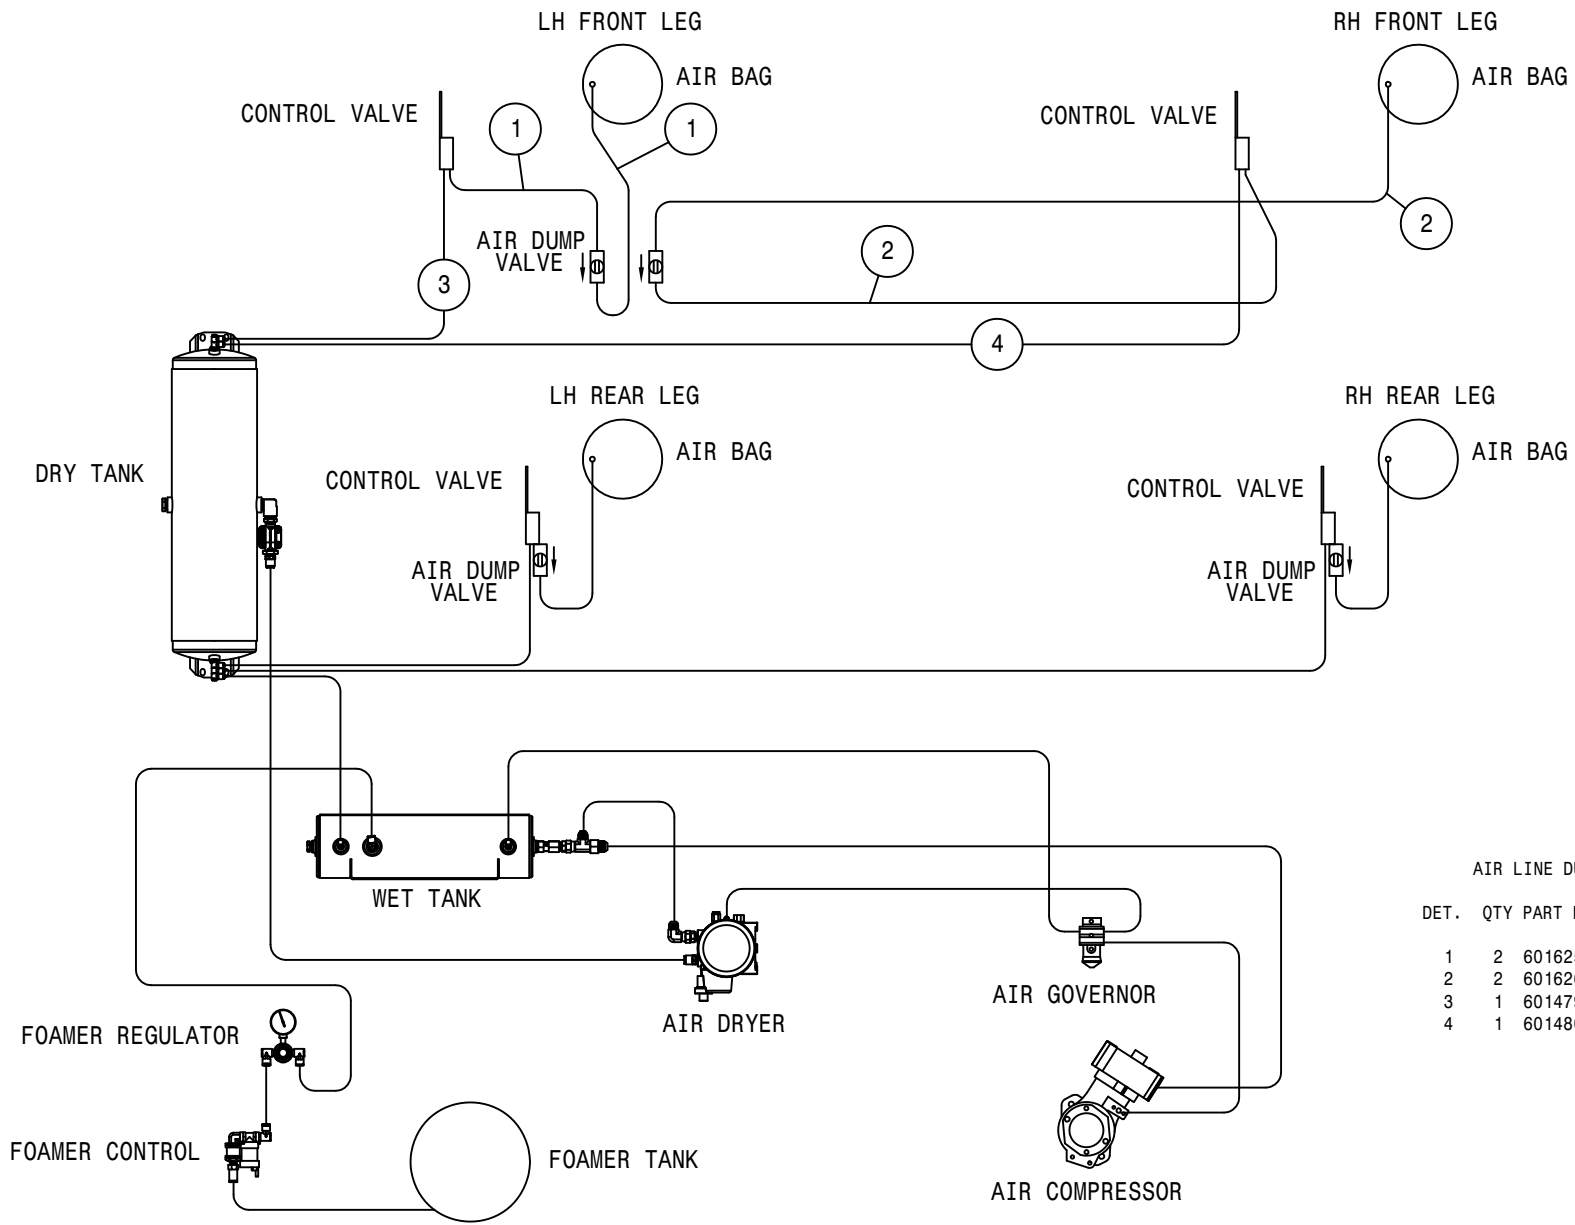 LH FRONT LEG
RH FRONT LEG
AIR BAG
AIR BAG
CONTROL VALVE
CONTROL VALVE
1
1
2
AIR DUMP
VALVE
2
3
4
LH REAR LEG
RH REAR LEG
AIR BAG
AIR BAG
DRY TANK
CONTROL VALVE
CONTROL VALVE
AIR DUMP
VALVE
AIR DUMP
VALVE
WET TANK
AIR LINE
DET. QTY PART
1 2
2 2
3 1
4 1
AIR GOVERNOR
AIR DRYER
FOAMER REGULATOR
FOAMER CONTROL
FOAMER TANK
AIR COMPRESSOR